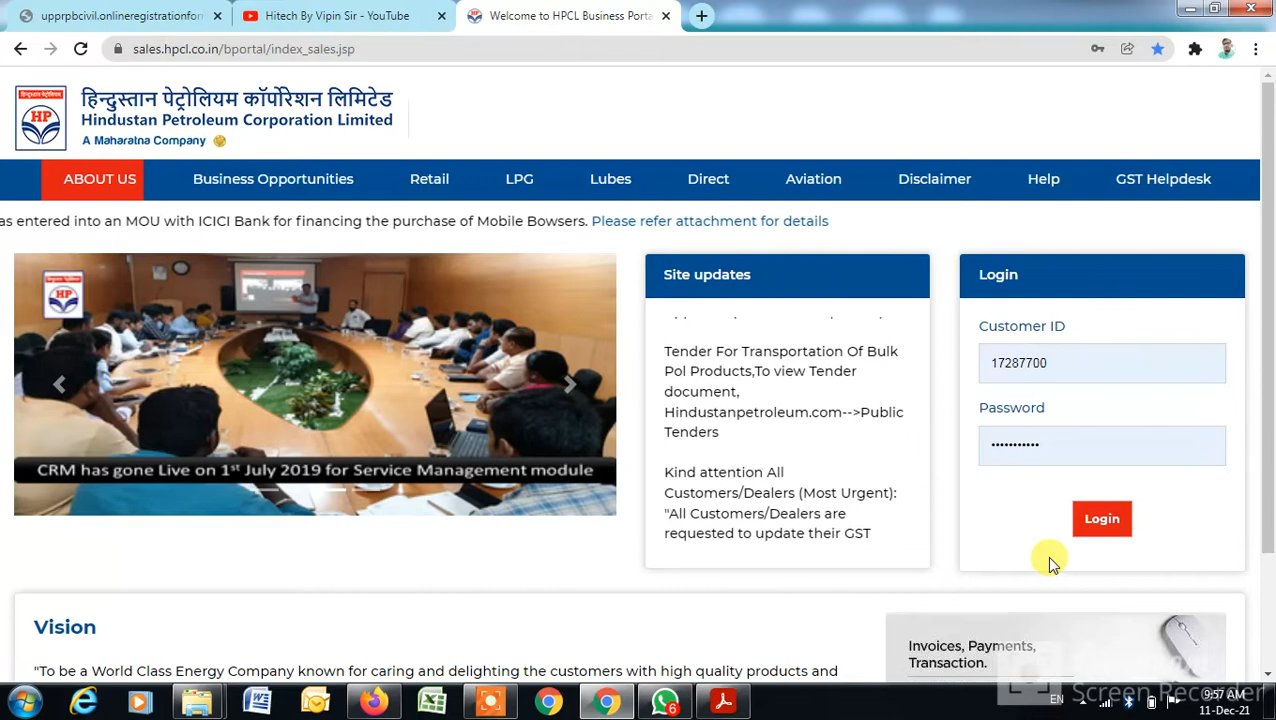 upprpbcivil.onlineregistrationfor
Hitech By Vipin Sir - YouTube
Welcome to HPCL Business Porta
sales.hpcl.co.in/bportal/index_sales.jsp
HP
हिन्दुस्तान पेट्रोलियम कॉर्पोरेशन लिमिटेड
Hindustan Petroleum Corporation Limited
A Maharatna Company
ABOUT US
Business Opportunities
Retail
LPG
Lubes
Direct
Aviation
Disclaimer
Help
GST Helpdesk
as entered into an MOU with ICICI Bank for financing the purchase of Mobile Bowsers. Please refer attachment for details
HP
CRM has gone Live on 1st July 2019 for Service Management module
Site updates
Tender For Transportation Of Bulk
Pol Products,To view Tender
document,
Hindustanpetroleum.com-->Public
Tenders
Kind attention All
Customers/Dealers (Most Urgent):
"All Customers/Dealers are
requested to update their GST
Login
Customer ID
17287700
Password
•••••••••••
Login
Vision
"To be a World Class Energy Company known for caring and delighting the customers with high quality products and
Invoices, Payments,
Transaction.
Screen Recorder
6
EN
9:57 AM
11-Dec-21